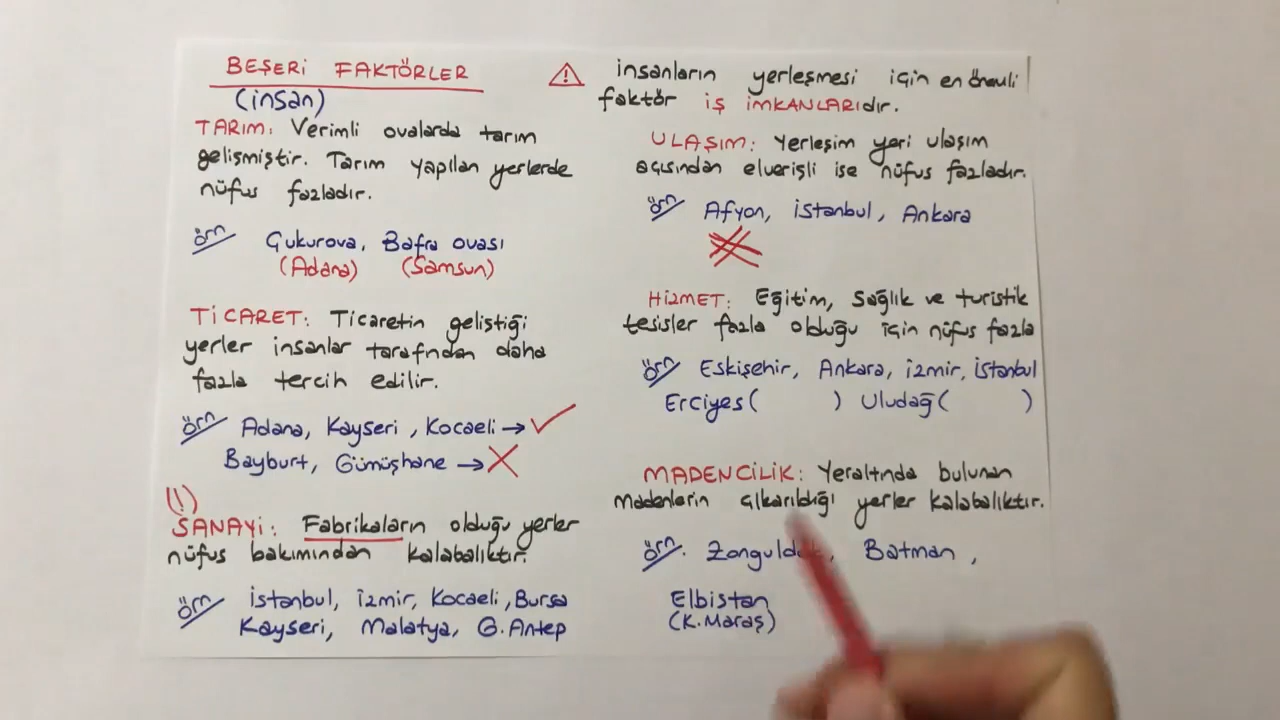 BEŞERİ FAKTÖRLER
(insan)
TARIM: Verimli ovalarda tarım
gelişmiştir. Tarım yapılan yerlerde
nüfus fazladır.
örn Çukurova, Bafra ovası
(Adana) (Samsun)
TİCARET: Ticaretin geliştiği
yerler insanlar tarafından daha
fazla tercih edilir.
örn Adana, Kayseri, Kocaeli → ✓
Bayburt, Gümüşhane → X
(!)
SANAYİ: Fabrikaların olduğu yerler
nüfus bakımından kalabalıktır.
örn İstanbul, İzmir, Kocaeli, Bursa
Kayseri, Malatya, G.Antep
⚠ insanların yerleşmesi için en önemli
faktör İŞ İMKANLARIdır.
ULAŞIM: Yerleşim yeri ulaşım
açısından elverişli ise nüfus fazladır.
örn Afyon, İstanbul, Ankara
HİZMET: Eğitim, Sağlık ve turistik
tesisler fazla olduğu için nüfus fazla
örn Eskişehir, Ankara, İzmir, İstanbul
Erciyes( ) Uludağ( )
MADENCİLİK: Yeraltında bulunan
madenlerin çıkarıldığı yerler kalabalıktır.
örn. Zonguldak, Batman,
Elbistan
(K.Maraş)